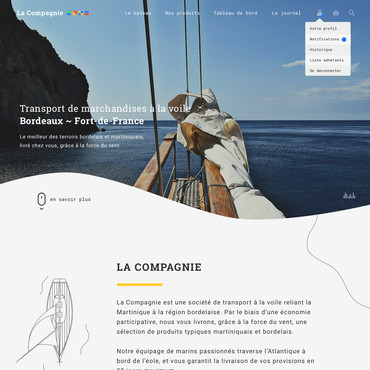 La Compagnie
Le bateau
Nos produits
Tableau de bord
Le journal
Votre profil
Notifications
Historique
Liste adhérents
Se déconnecter
Transport de marchandises à la voile
Bordeaux ~ Fort-de-France
Le meilleur des terroirs bordelais et martiniquais,
livré chez vous, grâce à la force du vent.
en savoir plus
LA COMPAGNIE
La Compagnie est une société de transport à la voile reliant la
Martinique à la région bordelaise. Par le biais d'une économie
participative, nous vous livrons, grâce à la force du vent, une
sélection de produits typiques martiniquais et bordelais.
Notre équipage de marins passionnés traverse l'Atlantique à
bord de l'éole, et vous garantit la livraison de vos provisions en